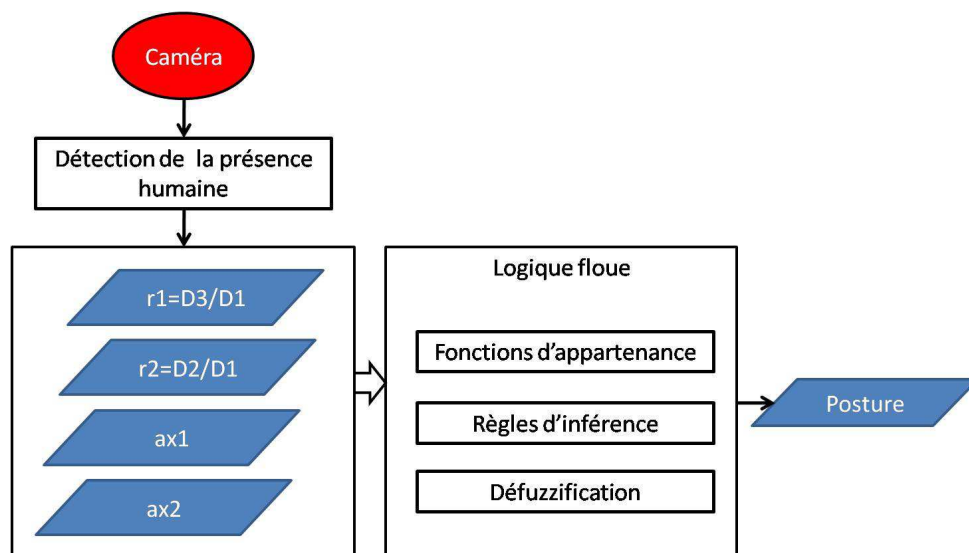 Caméra
Détection de la présence
humaine
r1=D3/D1
r2=D2/D1
ax1
ax2
Logique floue
Fonctions d'appartenance
Règles d'inférence
Défuzzification
Posture